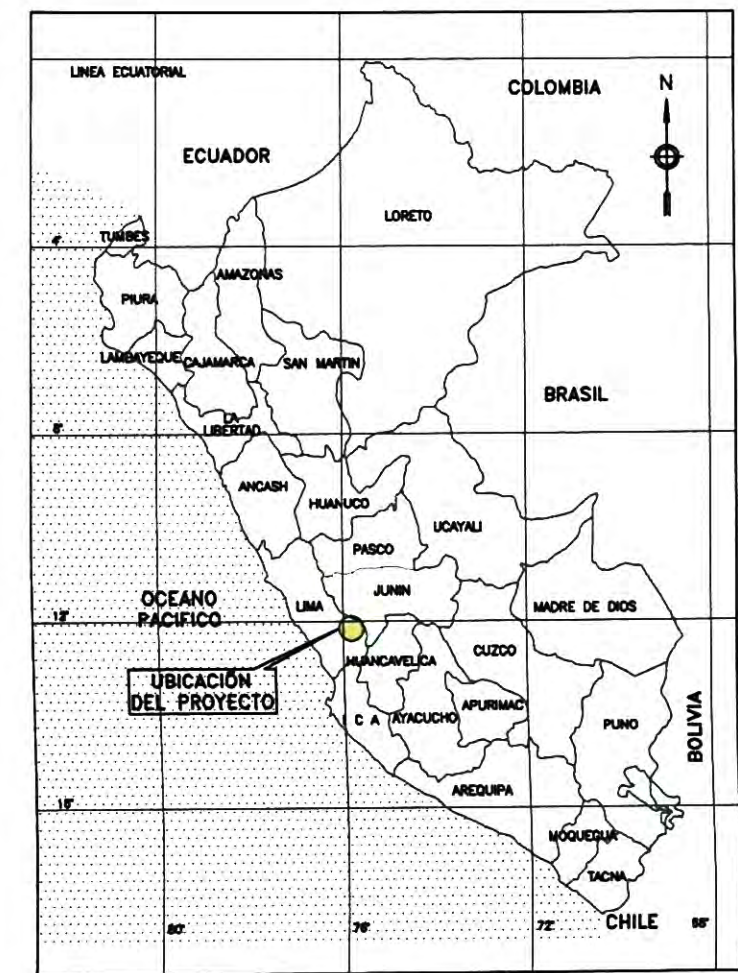 LINEA ECUATORIAL
COLOMBIA
N
ECUADOR
LORETO
TUMBES
4°
AMAZONAS
PIURA
LAMBAYEQUE
CAJAMARCA
SAN MARTIN
BRASIL
LA
LIBERTAD
8°
ANCASH
HUANUCO
UCAYALI
PASCO
JUNIN
OCEANO
PACIFICO
LIMA
MADRE DE DIOS
12°
CUZCO
HUANCAVELICA
UBICACIÓN
DEL PROYECTO
I C A
AYACUCHO
APURIMAC
PUNO
BOLIVIA
AREQUIPA
MOQUEGUA
TACNA
CHILE
80°
76°
72°